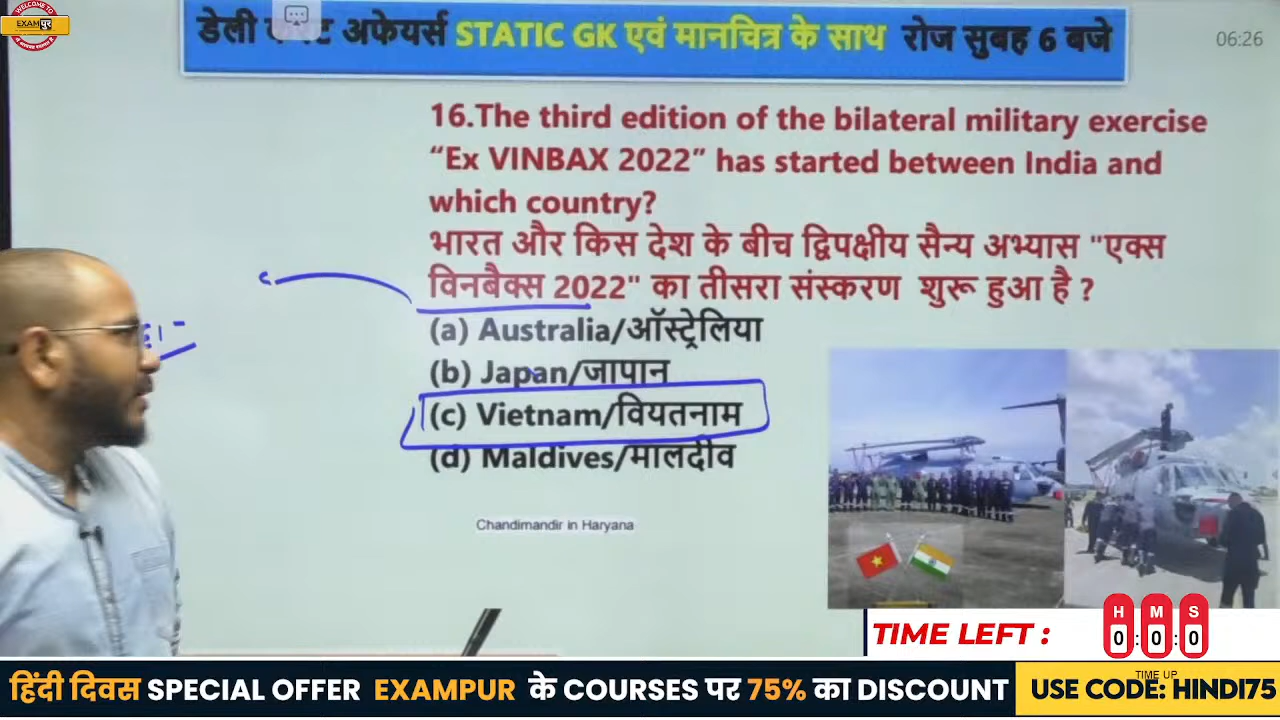 WELCOME TO
EXAMपुर
डेली अफेयर्स STATIC GK एवं मानचित्र के साथ रोज सुबह 6 बजे
06:26
16.The third edition of the bilateral military exercise
“Ex VINBAX 2022” has started between India and
which country?
भारत और किस देश के बीच द्विपक्षीय सैन्य अभ्यास "एक्स
विनबैक्स 2022" का तीसरा संस्करण शुरू हुआ है ?
(a) Australia/ऑस्ट्रेलिया
(b) Japan/जापान
(c) Vietnam/वियतनाम
(d) Maldives/मालदीव
Chandimandir in Haryana
TIME LEFT :
H M S
0 : 0 : 0
TIME UP
हिंदी दिवस SPECIAL OFFER EXAMPUR के COURSES पर 75% का DISCOUNT
USE CODE: HINDI75